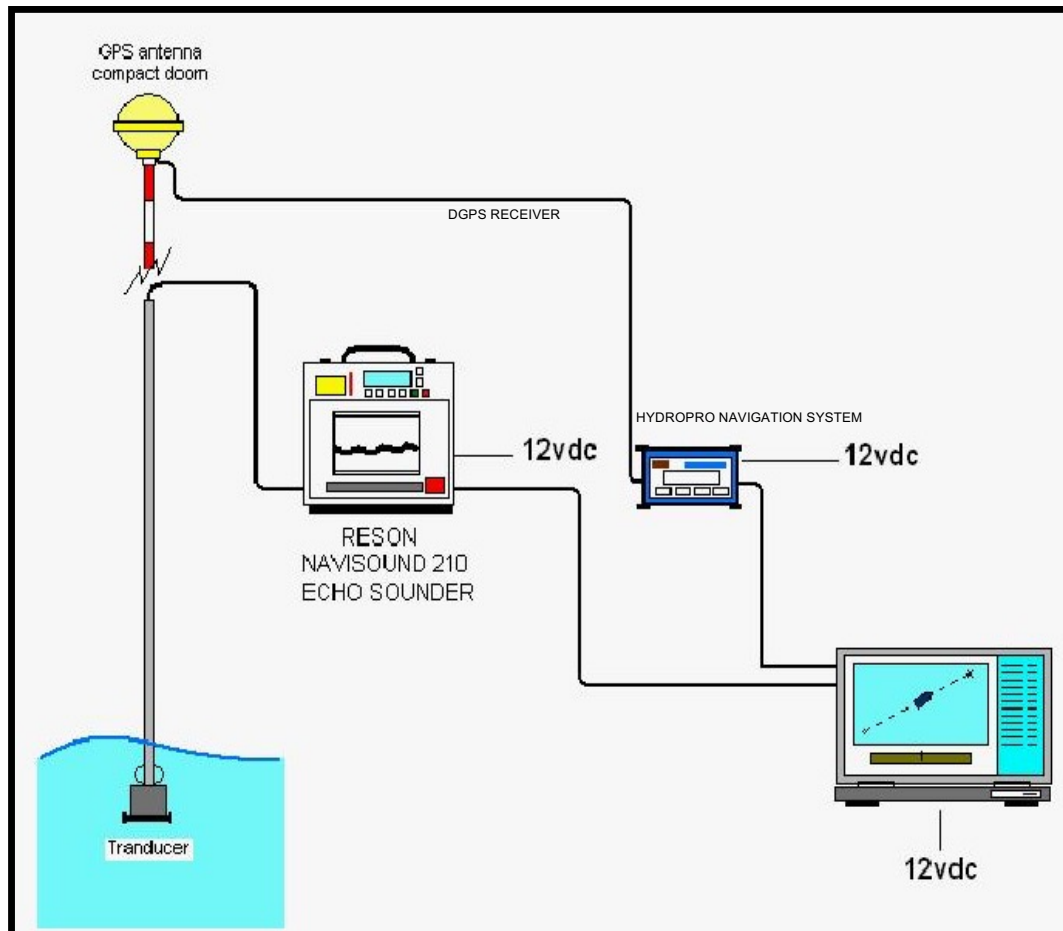 GPS antenna
compact doom
DGPS RECEIVER
HYDROPRO NAVIGATION SYSTEM
12vdc
12vdc
RESON
NAVISOUND 210
ECHO SOUNDER
Tranducer
12vdc